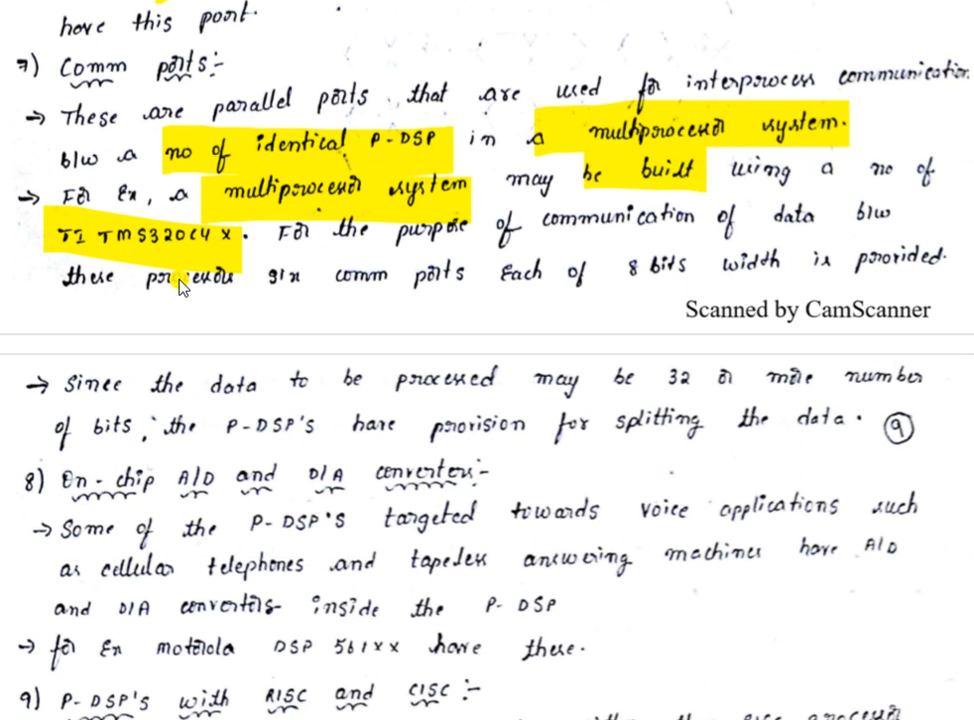 have this port.
7) Comm ports:-
→ These are parallel ports that are used for interprocess communication
b/w a no of identical P-DSP in a multiprocessor system.
→ For Ex, a multiprocessor system may be built using a no of
TI TMS320C4x. For the purpose of communication of data b/w
these processors six comm ports each of 8 bits width is provided.
Scanned by CamScanner
→ Since the data to be processed may be 32 or more number
of bits, the P-DSP's have provision for splitting the data. 9
8) On-chip A/D and D/A converters:-
→ Some of the P-DSP'S targeted towards voice applications such
as cellular telephones and tapeless answering machines have A/D
and D/A converters inside the P-DSP
→ for Ex motorola DSP 561xx have these.
9) P-DSP's with RISC and CISC :-